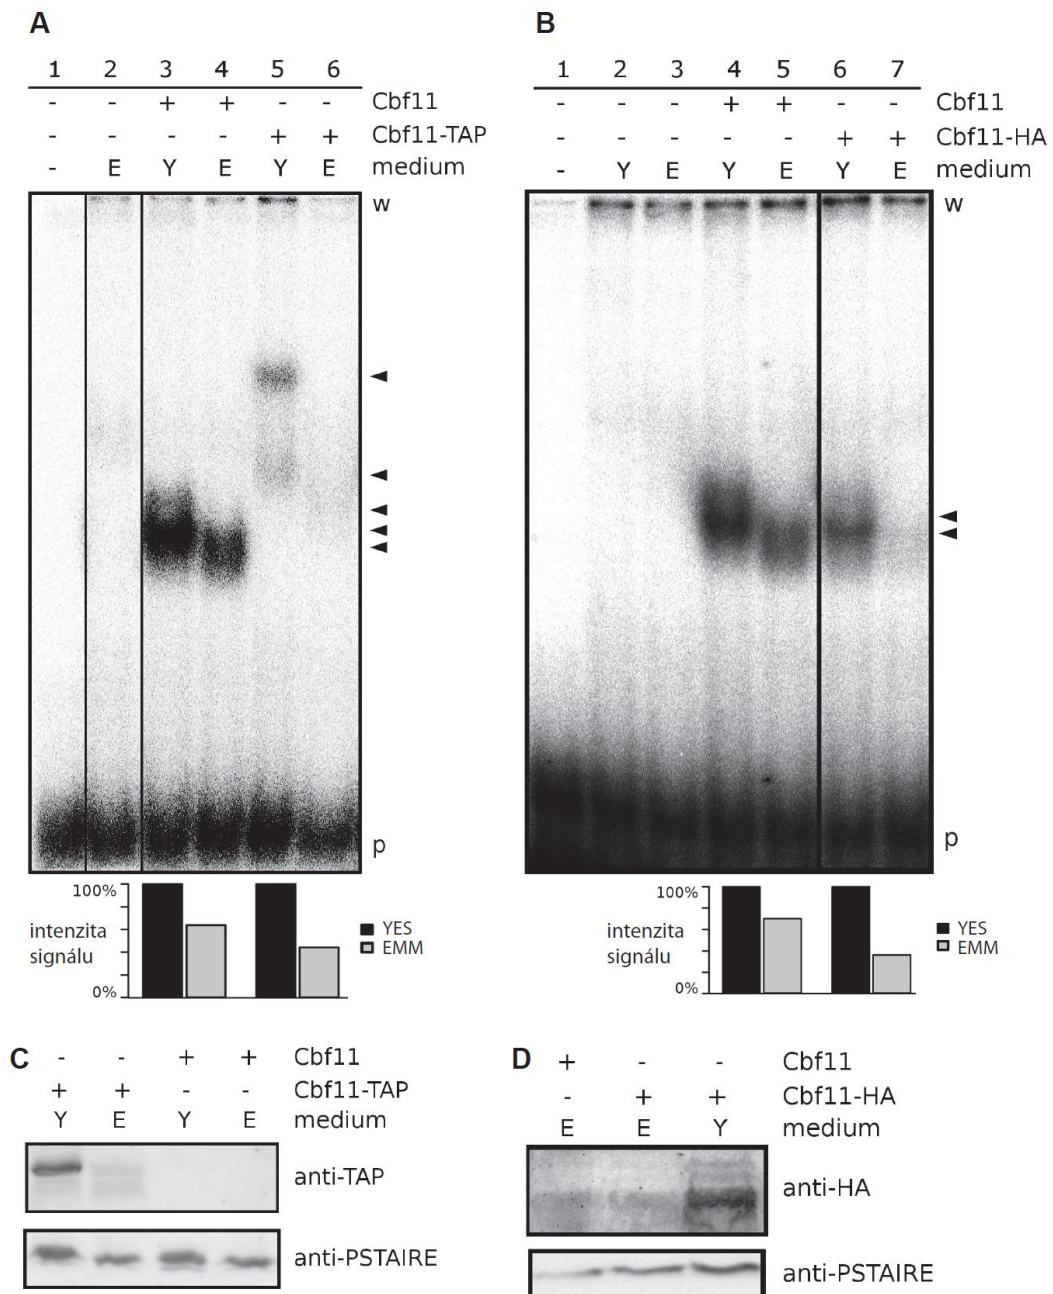 A
1 2 3 4 5 6
- - + + - - Cbf11
- - - - + + Cbf11-TAP
- E Y E Y E medium
w
p
100%
intenzita
signálu
0%
YES
EMM
B
1 2 3 4 5 6 7
- - - + + - - Cbf11
- - - - - + + Cbf11-HA
- Y E Y E Y E medium
w
p
100%
intenzita
signálu
0%
YES
EMM
C - - + + Cbf11
+ + - - Cbf11-TAP
Y E Y E medium
anti-TAP
anti-PSTAIRE
D + - - Cbf11
- + + Cbf11-HA
E E Y medium
anti-HA
anti-PSTAIRE